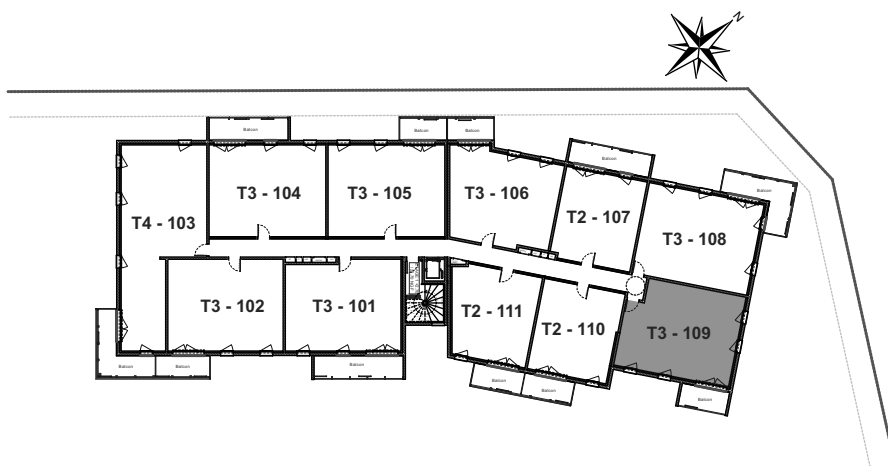 N
Balcon
Balcon
Balcon
Balcon
Balcon
T3 - 104
T3 - 105
T3 - 106
T2 - 107
T4 - 103
T3 - 108
T3 - 102
T3 - 101
T2 - 111
T2 - 110
T3 - 109
Balcon
Balcon
Balcon
Balcon
Balcon
Balcon